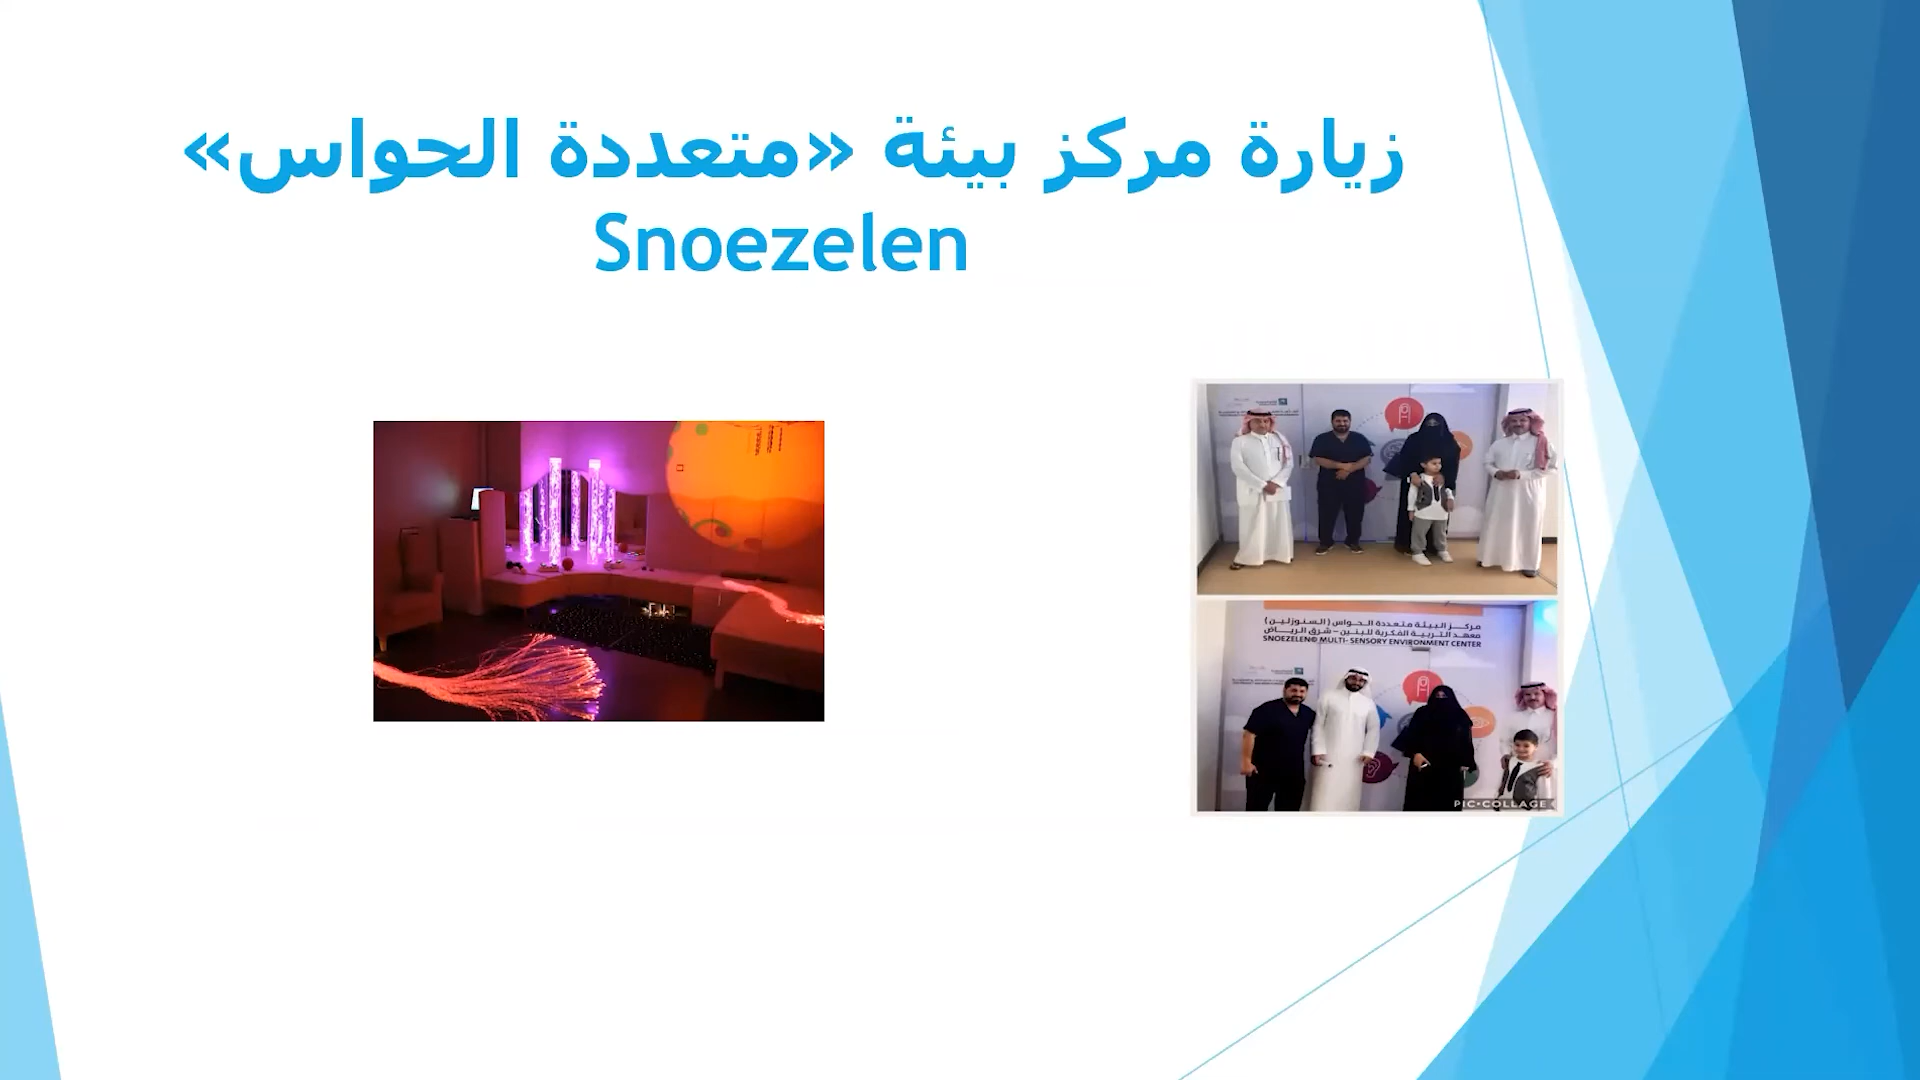 زيارة مركز بيئة «متعددة الحواس»
Snoezelen
مركز البيئة متعددة الحواس (السنوزلين)
معهد التربية الفكرية للبنين - شرق الرياض
SNOEZELEN® MULTI- SENSORY ENVIRONMENT CENTER
PIC•COLLAGE